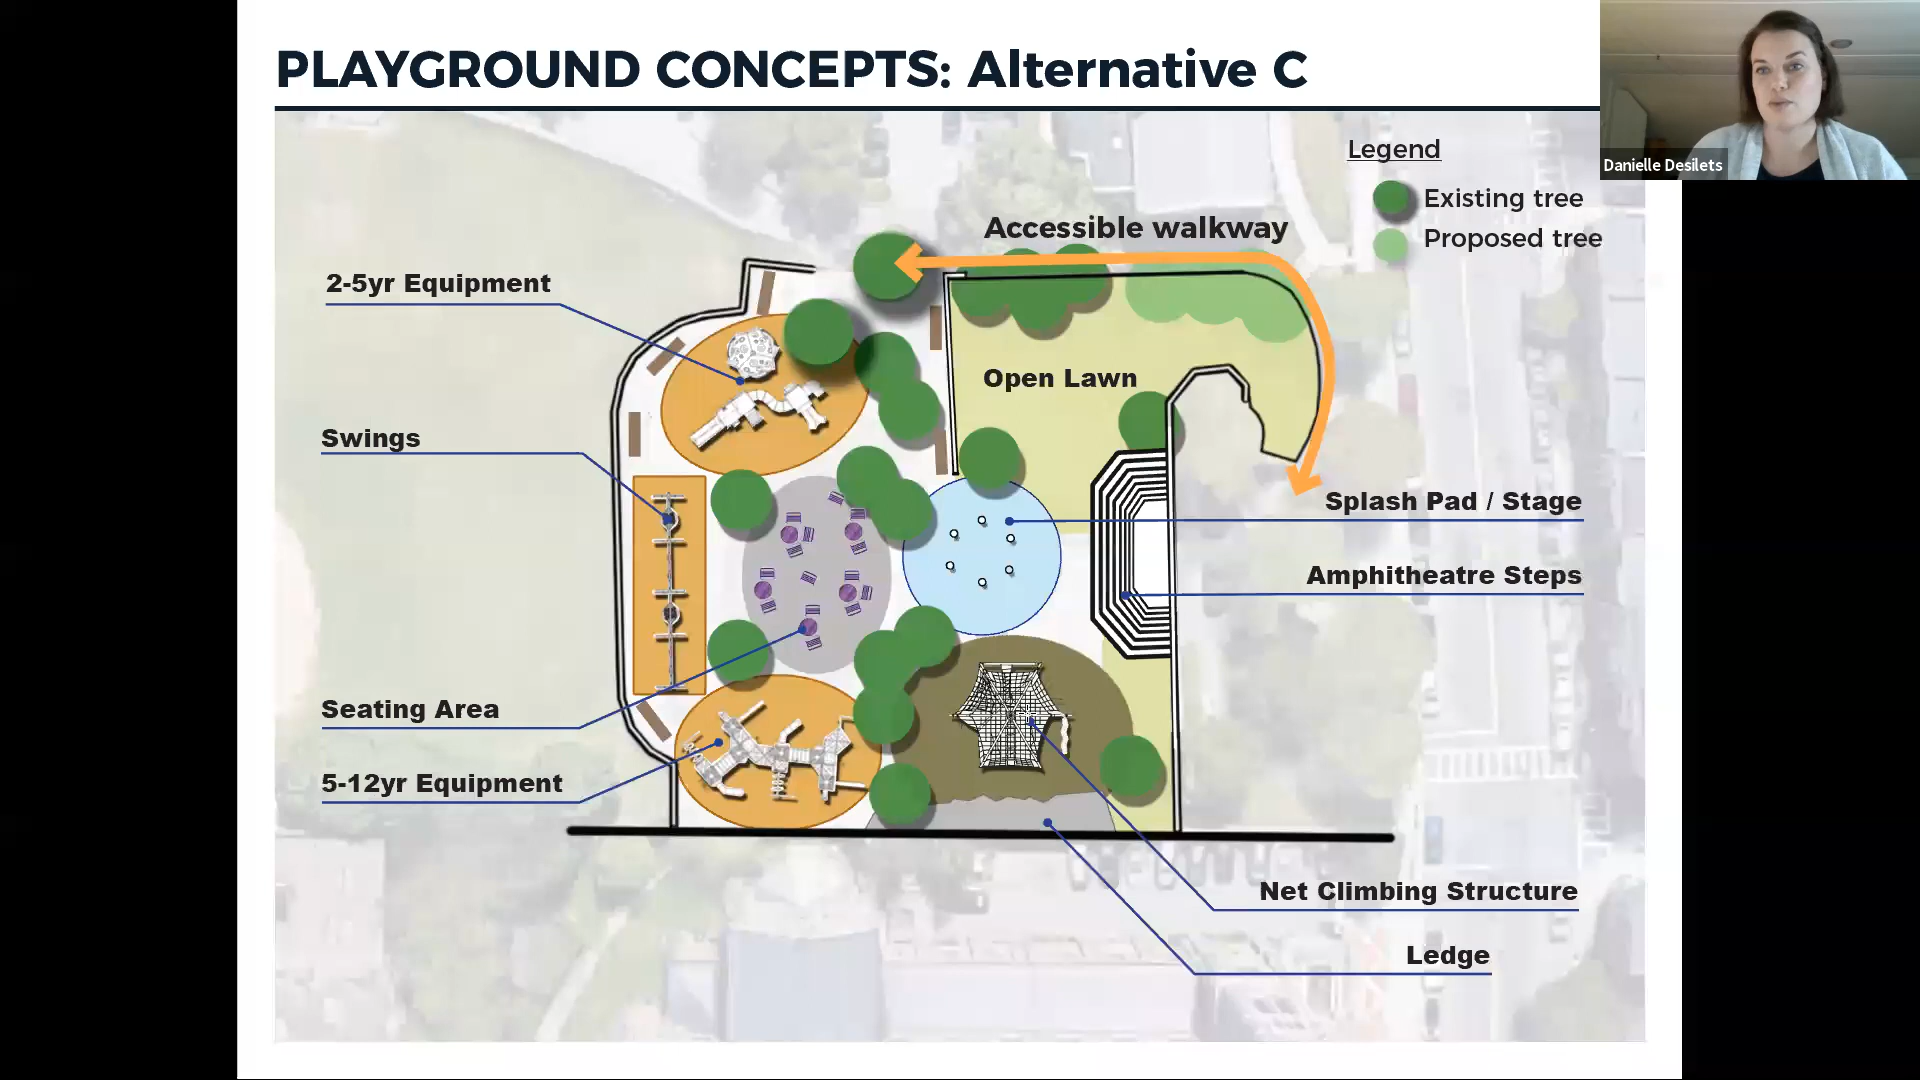 PLAYGROUND CONCEPTS: Alternative C
Danielle Desilets
Legend
Existing tree
Proposed tree
Accessible walkway
2-5yr Equipment
Open Lawn
Swings
Splash Pad / Stage
Amphitheatre Steps
Seating Area
5-12yr Equipment
Net Climbing Structure
Ledge